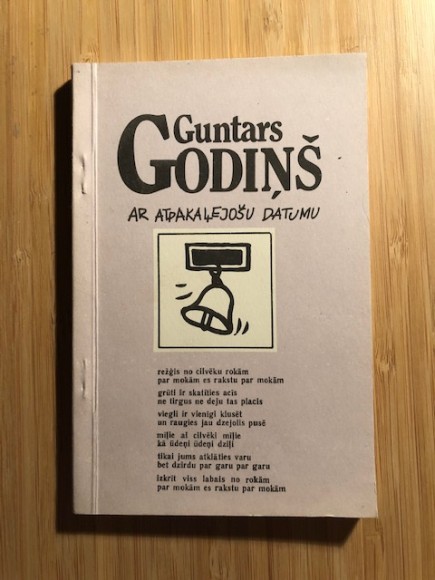 Guntars
GODIŅŠ
AR ATPAKAĻEJOŠU DATUMU
režģis no cilvēku rokām
par mokām es rakstu par mokām
grūti ir skatīties acīs
ne tirgus ne deju tas placis
viegli ir vienīgi klusēt
un raugies jau dzejolis pusē
mīļie ai cilvēki mīļie
kā ūdeņi ūdeņi dziļi
tikai jums atklāties varu
bet dzirdu par garu par garu
izkrīt viss labais no rokām
par mokām es rakstu par mokām